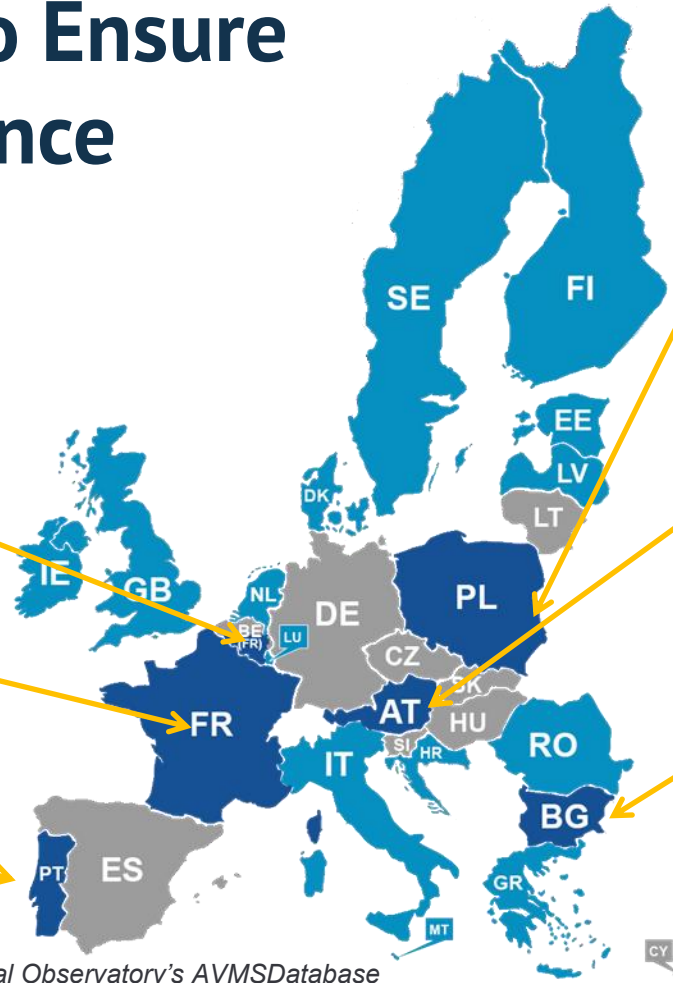 o Ensure
nce
SE
FI
EE
LV
LT
DK
IE
GB
NL
BE
(FR)
LU
DE
PL
CZ
SK
FR
AT
HU
SI
HR
IT
RO
BG
PT
ES
GR
MT
CY
al Observatory's AVMSDatabase